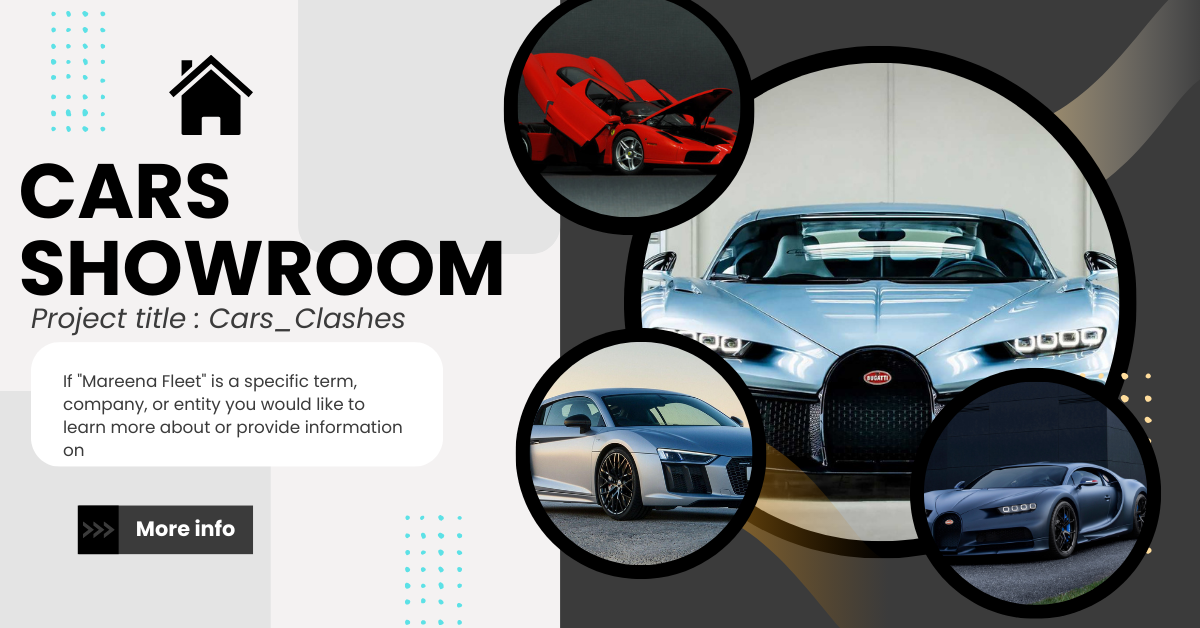 CARS
SHOWROOM
Project title : Cars_Clashes
If "Mareena Fleet" is a specific term,
company, or entity you would like to
learn more about or provide information
on
More info
BUGATTI